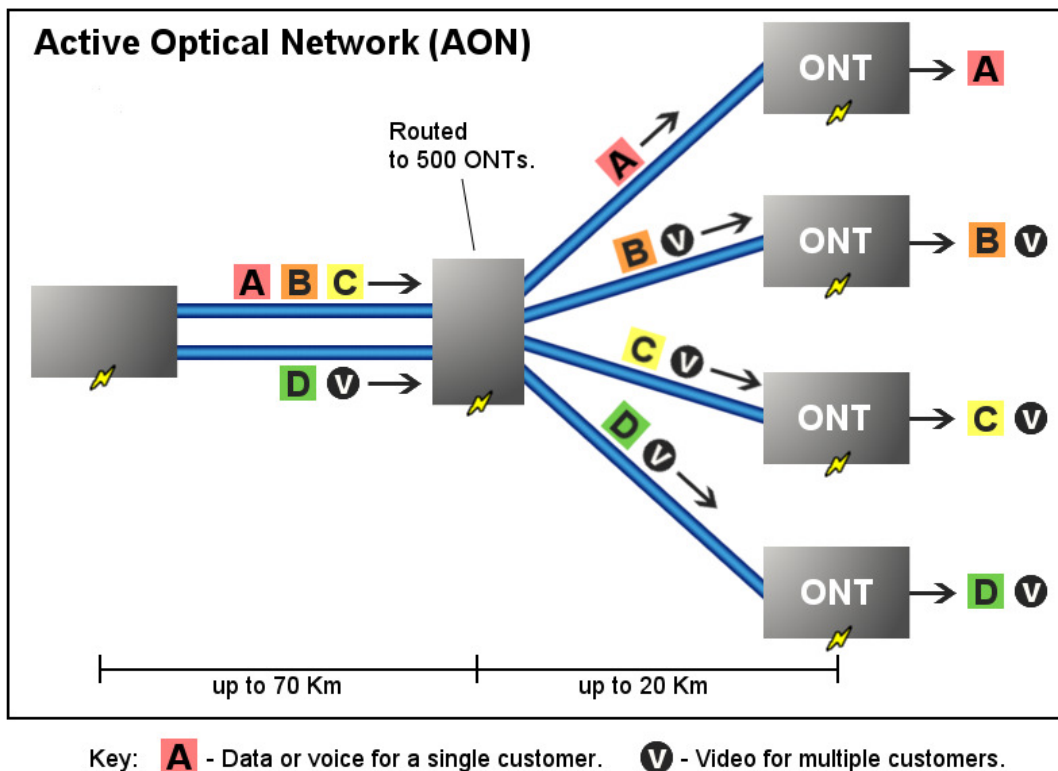 Active Optical Network (AON)
Routed
to 500 ONTs.
A B C
D V
A
B V
C V
D V
ONT
A
ONT
B V
ONT
C V
ONT
D V
up to 70 Km
up to 20 Km
Key: A - Data or voice for a single customer. V - Video for multiple customers.